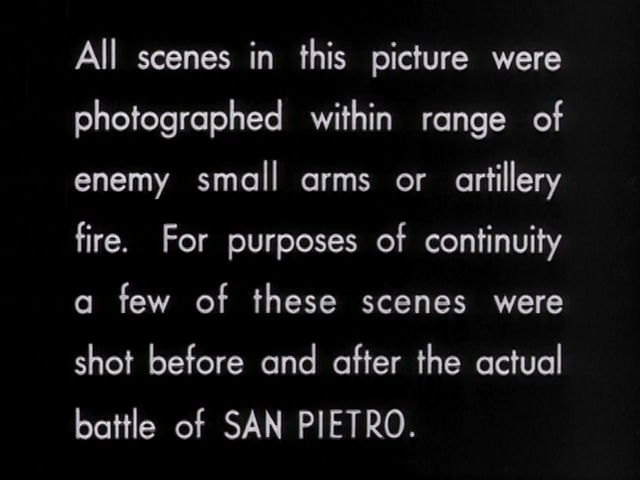 All scenes in this picture were
photographed within range of
enemy small arms or artillery
fire. For purposes of continuity
a few of these scenes were
shot before and after the actual
battle of SAN PIETRO.